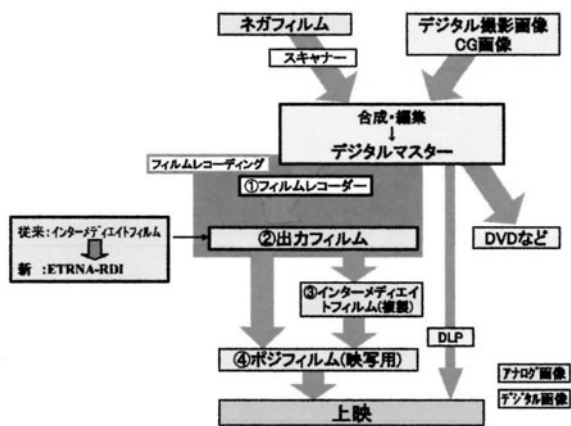 ネガフィルム
デジタル撮影画像
CG画像
スキャナー
合成・編集
↓
デジタルマスター
フィルムレコーディング
①フィルムレコーダー
従来:インターメディエイトフィルム
新 :ETRNA-RDI
②出力フィルム
DVDなど
③インターメディエイ
トフィルム(複製)
DLP
④ポジフィルム(映写用)
アナログ画像
デジタル画像
上映